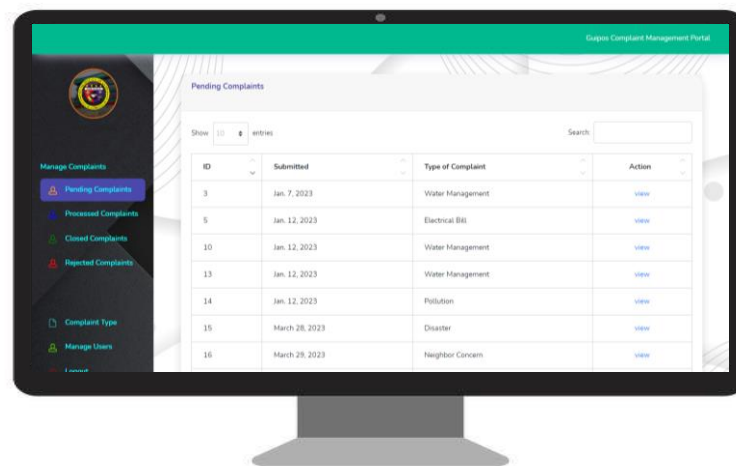 Guipos Complaint Management Portal
Pending Complaints
Show 10 entries
Search
Manage Complaints
Pending Complaints
Processed Complaints
Closed Complaints
Rejected Complaints
Complaint Type
Manage Users
Logout
ID Submitted Type of Complaint Action
3 Jan. 7, 2023 Water Management view
5 Jan. 12, 2023 Electrical Bill view
10 Jan. 12, 2023 Water Management view
13 Jan. 12, 2023 Water Management view
14 Jan. 12, 2023 Pollution view
15 March 28, 2023 Disaster view
16 March 29, 2023 Neighbor Concern view